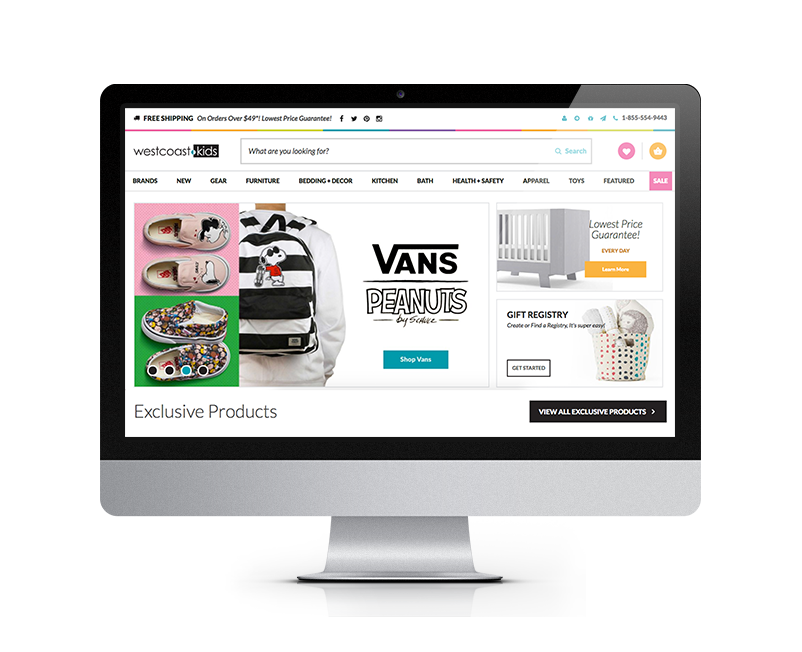 FREE SHIPPING On Orders Over $49*! Lowest Price Guarantee! 1-855-554-9443
westcoast kids What are you looking for? Search
BRANDS NEW GEAR FURNITURE BEDDING + DECOR KITCHEN BATH HEALTH + SAFETY APPAREL TOYS FEATURED SALE
VANS
PEANUTS
by SCHULZ
Shop Vans
Lowest Price
Guarantee!
EVERY DAY
Learn More
GIFT REGISTRY
Create or Find a Registry, It's super easy!
GET STARTED
Exclusive Products
VIEW ALL EXCLUSIVE PRODUCTS >